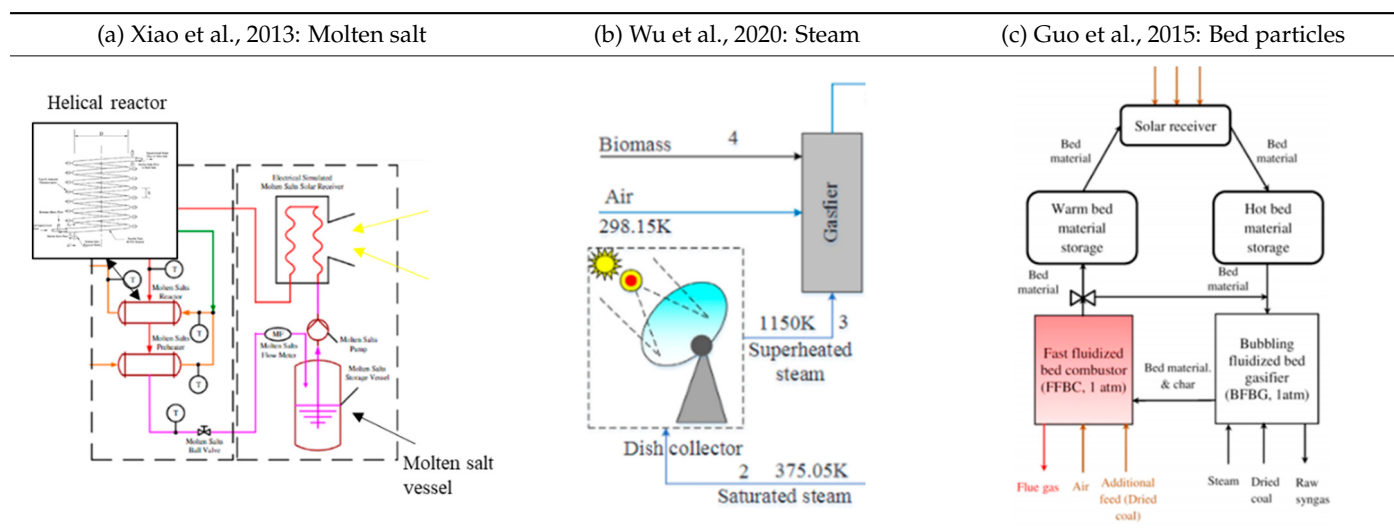 (a) Xiao et al., 2013: Molten salt
(b) Wu et al., 2020: Steam
(c) Guo et al., 2015: Bed particles
Helical reactor
D
Electrical Simulated
Molten Salts Solar Receiver
T
Molten Salts
Reactor
T
Molten Salts
Preheater
T
T
MF
Molten Salts
Flow Meter
Molten Salts
Pump
Molten Salts
Storage Vessel
Molten Salts
Ball Valve
Molten salt
vessel
Biomass
4
Air
298.15K
Gasfier
1150K
3
Superheated
steam
Dish collector
2
375.05K
Saturated steam
Solar receiver
Bed
material
Bed
material
Warm bed
material
storage
Hot bed
material
storage
Bed
material
Bed
material
Fast fluidized
bed combustor
(FFBC, 1 atm)
Bed material.
& char
Bubbling
fluidized bed
gasifier
(BFBG, 1atm)
Flue gas
Air
Additional
feed (Dried
coal)
Steam
Dried
coal
Raw
syngas